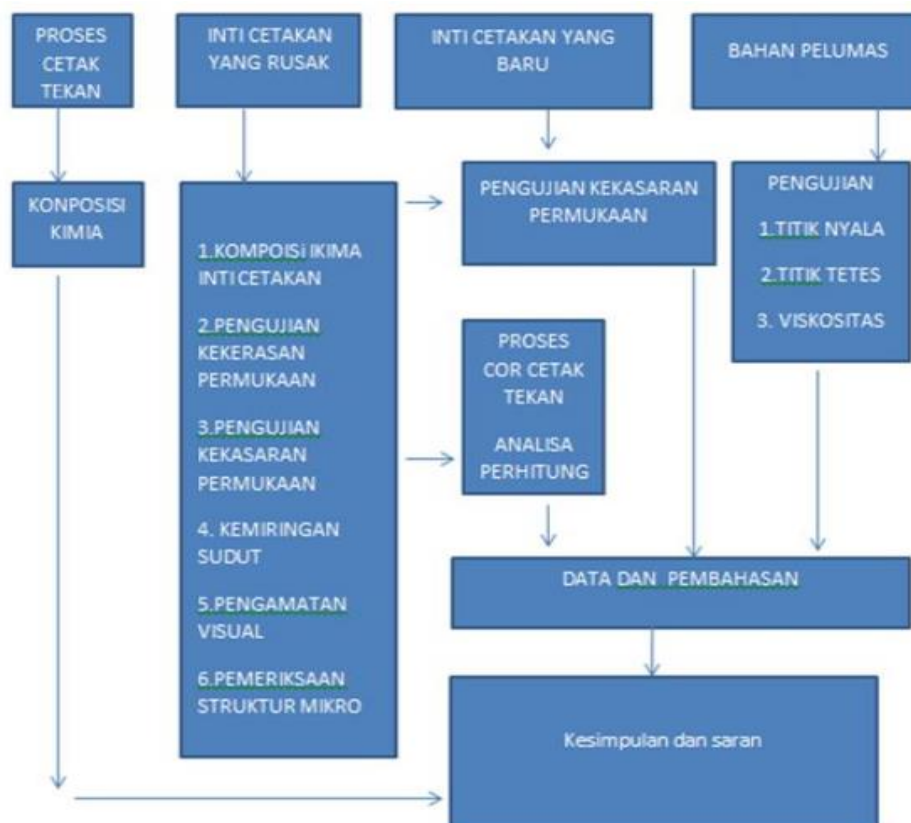 PROSES
CETAK
TEKAN
INTI CETAKAN
YANG RUSAK
INTI CETAKAN YANG
BARU
BAHAN PELUMAS
KONPOSISI
KIMIA
1.KOMPOISi IKIMA
INTI CETAKAN
2.PENGUJIAN
KEKERASAN
PERMUKAAN
3.PENGUJIAN
KEKASARAN
PERMUKAAN
4. KEMIRINGAN
SUDUT
5.PENGAMATAN
VISUAL
6.PEMERIKSAAN
STRUKTUR MIKRO
PENGUJIAN KEKASARAN
PERMUKAAN
PENGUJIAN
1.TITIK NYALA
2.TITIK TETES
3. VISKOSITAS
PROSES
COR CETAK
TEKAN
ANALISA
PERHITUNG
DATA DAN PEMBAHASAN
Kesimpulan dan saran